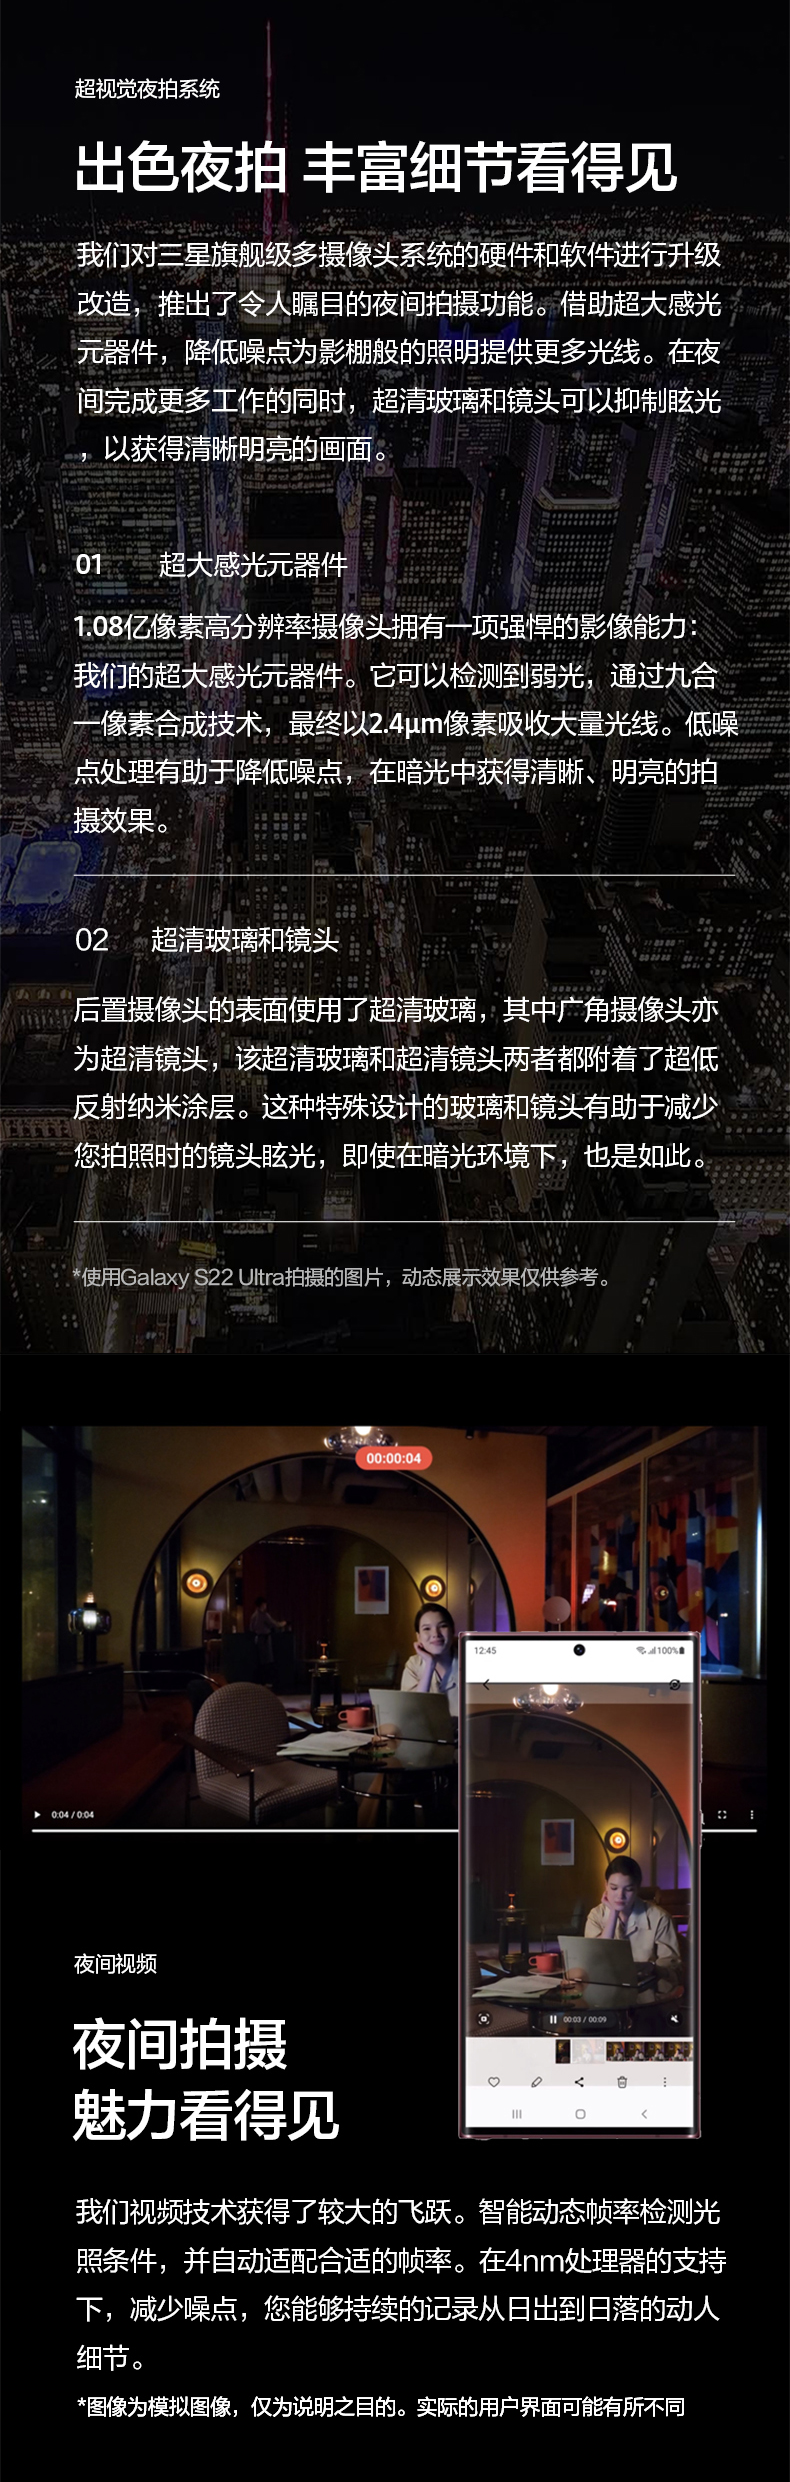 超视觉夜拍系统
出色夜拍 丰富细节看得见
我们对三星旗舰级多摄像头系统的硬件和软件进行升级
改造，推出了令人瞩目的夜间拍摄功能。借助超大感光
元器件，降低噪点为影棚般的照明提供更多光线。在夜
间完成更多工作的同时，超清玻璃和镜头可以抑制眩光
，以获得清晰明亮的画面。
01 超大感光元器件
1.08亿像素高分辨率摄像头拥有一项强悍的影像能力：
我们的超大感光元器件。它可以检测到弱光，通过九合
一像素合成技术，最终以2.4μm像素吸收大量光线。低噪
点处理有助于降低噪点，在暗光中获得清晰、明亮的拍
摄效果。
02 超清玻璃和镜头
后置摄像头的表面使用了超清玻璃，其中广角摄像头亦
为超清镜头，该超清玻璃和超清镜头两者都附着了超低
反射纳米涂层。这种特殊设计的玻璃和镜头有助于减少
您拍照时的镜头眩光，即使在暗光环境下，也是如此。
*使用Galaxy S22 Ultra拍摄的图片，动态展示效果仅供参考。
00:00:04
12:45 100%
0:04 / 0:04
00:03 / 00:09
夜间视频
夜间拍摄
魅力看得见
我们视频技术获得了较大的飞跃。智能动态帧率检测光
照条件，并自动适配合适的帧率。在4nm处理器的支持
下，减少噪点，您能够持续的记录从日出到日落的动人
细节。
*图像为模拟图像，仅为说明之目的。实际的用户界面可能有所不同